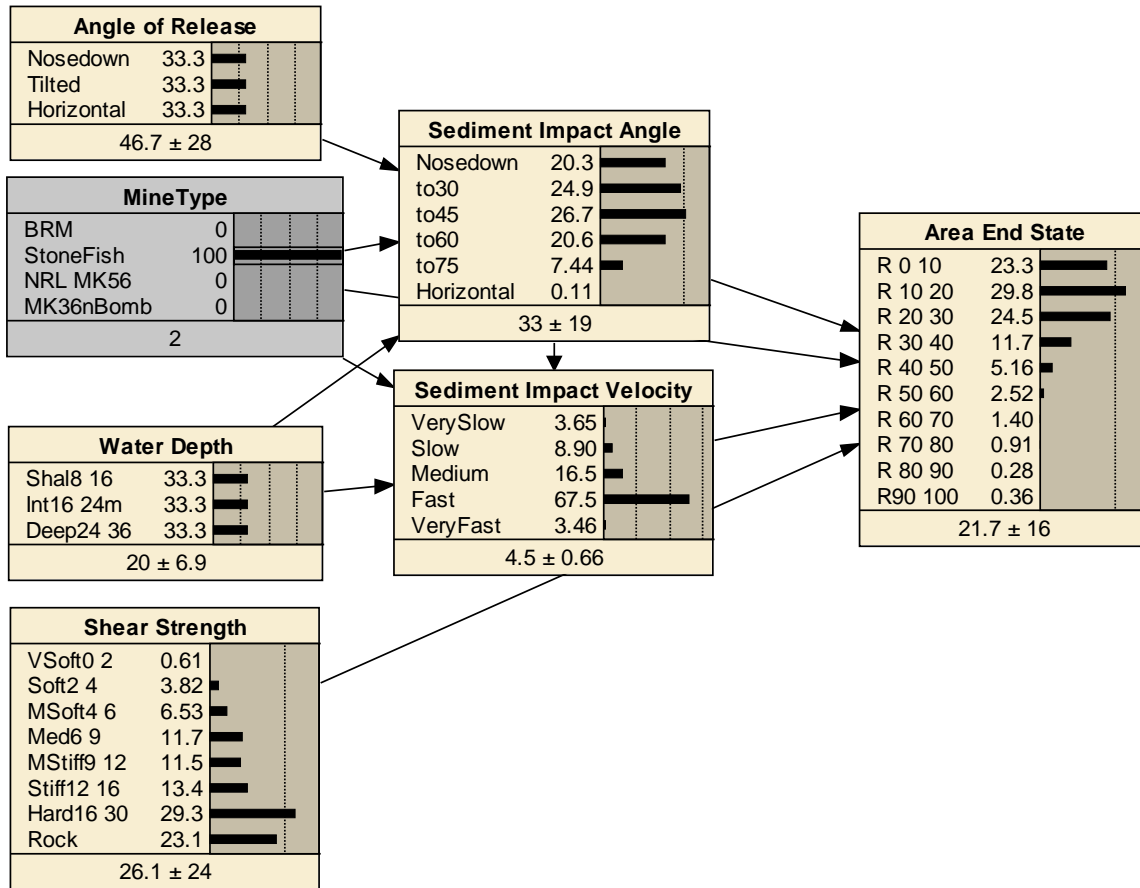 Angle of Release
Nosedown 33.3
Tilted 33.3
Horizontal 33.3
46.7 ± 28
MineType
BRM 0
StoneFish 100
NRL MK56 0
MK36nBomb 0
2
Water Depth
Shal8 16 33.3
Int16 24m 33.3
Deep24 36 33.3
20 ± 6.9
Shear Strength
VSoft0 2 0.61
Soft2 4 3.82
MSoft4 6 6.53
Med6 9 11.7
MStiff9 12 11.5
Stiff12 16 13.4
Hard16 30 29.3
Rock 23.1
26.1 ± 24
Sediment Impact Angle
Nosedown 20.3
to30 24.9
to45 26.7
to60 20.6
to75 7.44
Horizontal 0.11
33 ± 19
Sediment Impact Velocity
VerySlow 3.65
Slow 8.90
Medium 16.5
Fast 67.5
VeryFast 3.46
4.5 ± 0.66
Area End State
R 0 10 23.3
R 10 20 29.8
R 20 30 24.5
R 30 40 11.7
R 40 50 5.16
R 50 60 2.52
R 60 70 1.40
R 70 80 0.91
R 80 90 0.28
R90 100 0.36
21.7 ± 16